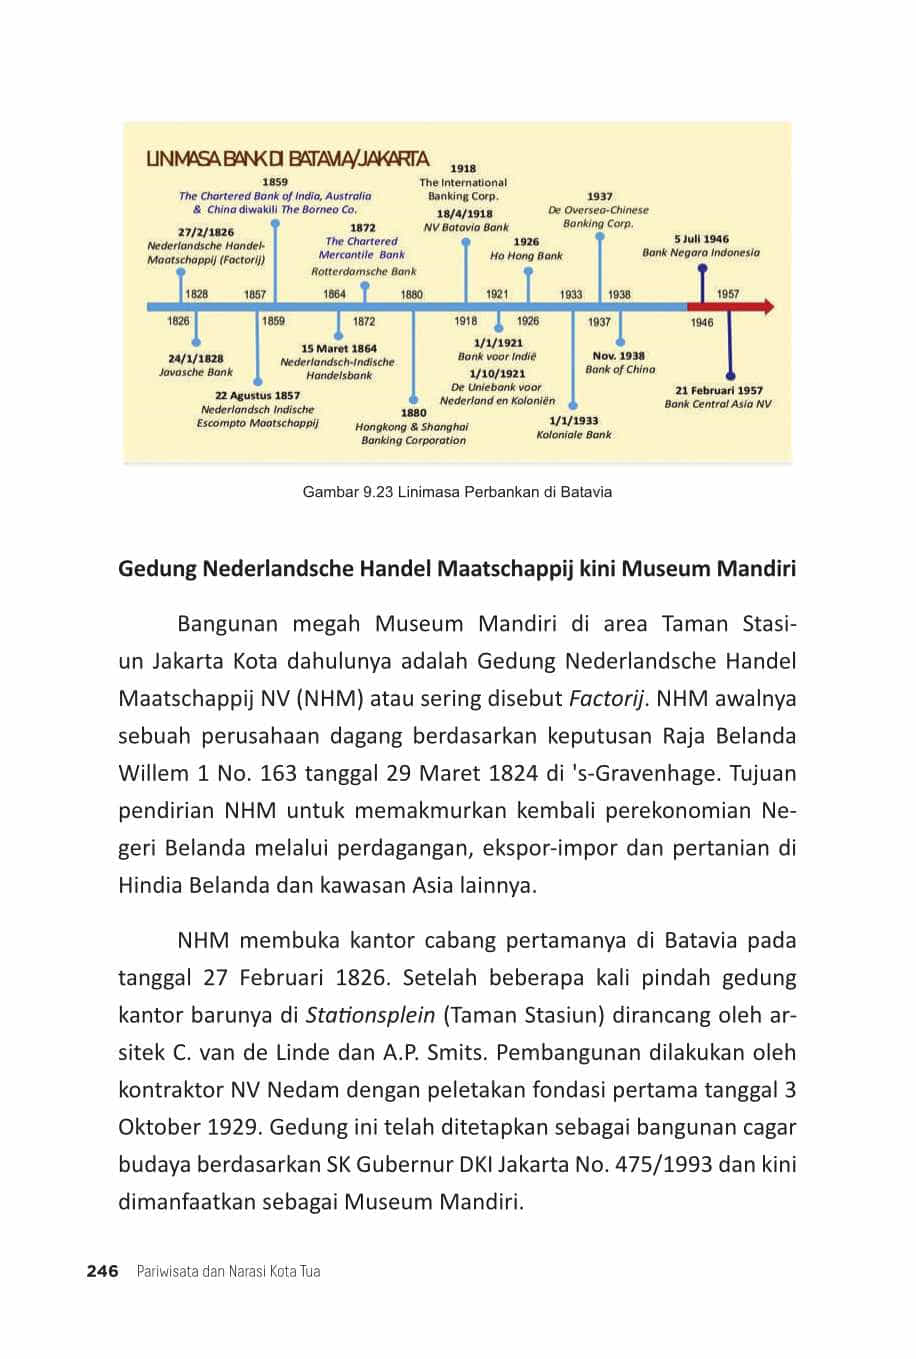 LINIMASA BANK DI BATAVIA/JAKARTA
1859
The Chartered Bank of India, Australia
& China diwakili The Borneo Co.
27/2/1826
Nederlandsche Handel-
Maatschappij (Factorij)
1872
The Chartered
Mercantile Bank
Rotterdamsche Bank
1918
The International
Banking Corp.
18/4/1918
NV Batavia Bank
1926
Ho Hong Bank
1937
De Oversea-Chinese
Banking Corp.
5 Juli 1946
Bank Negara Indonesia
1828 1857 1864 1880 1921 1933 1938 1957
1826 1859 1872 1918 1926 1937 1946
24/1/1828
Javasche Bank
22 Agustus 1857
Nederlandsch Indische
Escompto Maatschappij
15 Maret 1864
Nederlandsch-Indische
Handelsbank
1880
Hongkong & Shanghai
Banking Corporation
1/1/1921
Bank voor Indië
1/10/1921
De Uniebank voor
Nederland en Koloniën
1/1/1933
Koloniale Bank
Nov. 1938
Bank of China
21 Februari 1957
Bank Central Asia NV
Gambar 9.23 Linimasa Perbankan di Batavia
Gedung Nederlandsche Handel Maatschappij kini Museum Mandiri
Bangunan megah Museum Mandiri di area Taman Stasi-
un Jakarta Kota dahulunya adalah Gedung Nederlandsche Handel
Maatschappij NV (NHM) atau sering disebut Factorij. NHM awalnya
sebuah perusahaan dagang berdasarkan keputusan Raja Belanda
Willem 1 No. 163 tanggal 29 Maret 1824 di 's-Gravenhage. Tujuan
pendirian NHM untuk memakmurkan kembali perekonomian Ne-
geri Belanda melalui perdagangan, ekspor-impor dan pertanian di
Hindia Belanda dan kawasan Asia lainnya.
NHM membuka kantor cabang pertamanya di Batavia pada
tanggal 27 Februari 1826. Setelah beberapa kali pindah gedung
kantor barunya di Stationsplein (Taman Stasiun) dirancang oleh ar-
sitek C. van de Linde dan A.P. Smits. Pembangunan dilakukan oleh
kontraktor NV Nedam dengan peletakan fondasi pertama tanggal 3
Oktober 1929. Gedung ini telah ditetapkan sebagai bangunan cagar
budaya berdasarkan SK Gubernur DKI Jakarta No. 475/1993 dan kini
dimanfaatkan sebagai Museum Mandiri.
246 Pariwisata dan Narasi Kota Tua